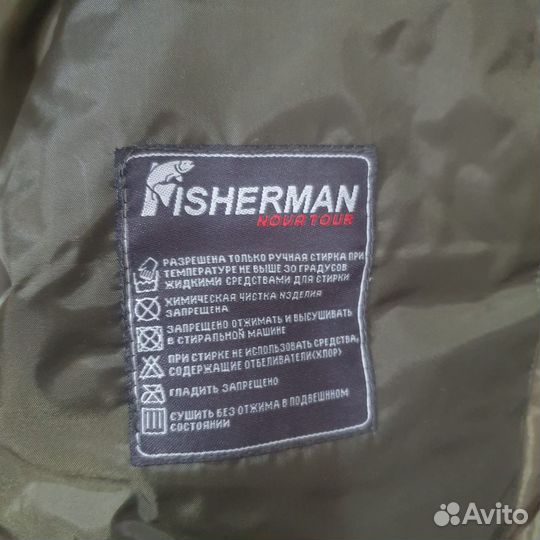 FISHERMAN
NOVA TOUR
РАЗРЕШЕНА ТОЛЬКО РУЧНАЯ СТИРКА ПРИ
ТЕМПЕРАТУРЕ НЕ ВЫШЕ 30 ГРАДУСОВ
ЖИДКИМИ СРЕДСТВАМИ ДЛЯ СТИРКИ
ХИМИЧЕСКАЯ ЧИСТКА ИЗДЕЛИЯ
ЗАПРЕЩЕНА
ЗАПРЕЩЕНО ОТЖИМАТЬ И ВЫСУШИВАТЬ
В СТИРАЛЬНОЙ МАШИНЕ
ПРИ СТИРКЕ НЕ ИСПОЛЬЗОВАТЬ СРЕДСТВА,
СОДЕРЖАЩИЕ ОТБЕЛИВАТЕЛИ(ХЛОР)
ГЛАДИТЬ ЗАПРЕЩЕНО
СУШИТЬ БЕЗ ОТЖИМА В ПОДВЕШНОМ
СОСТОЯНИИ
Avito